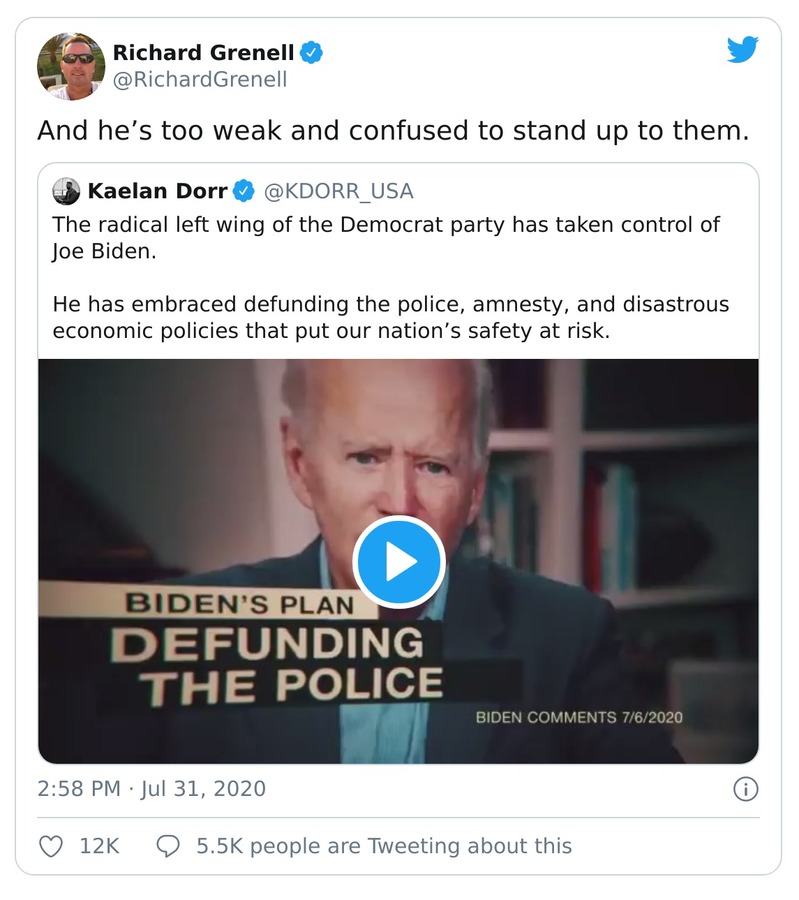 Richard Grenell
@RichardGrenell
And he’s too weak and confused to stand up to them.
Kaelan Dorr @KDORR_USA
The radical left wing of the Democrat party has taken control of
Joe Biden.
He has embraced defunding the police, amnesty, and disastrous
economic policies that put our nation’s safety at risk.
BIDEN’S PLAN
DEFUNDING
THE POLICE
BIDEN COMMENTS 7/6/2020
2:58 PM · Jul 31, 2020
12K 5.5K people are Tweeting about this